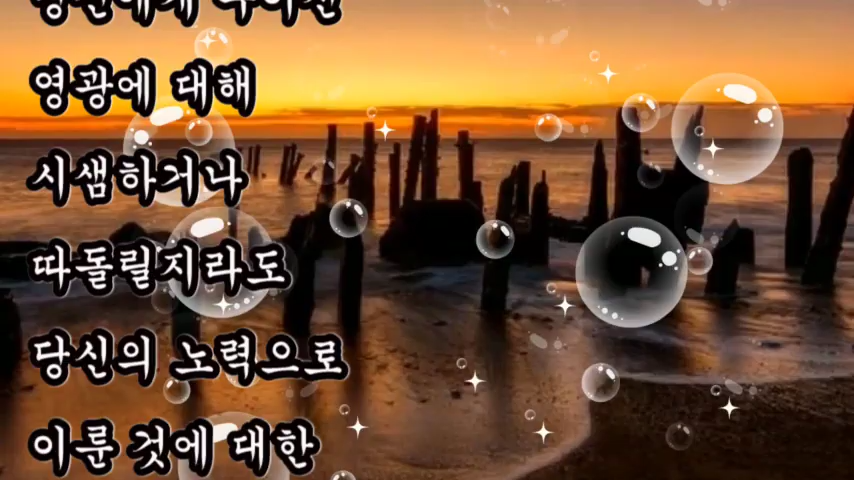 영광에 대해
시샘하거나
따돌릴지라도
당신의 노력으로
이룬 것에 대한